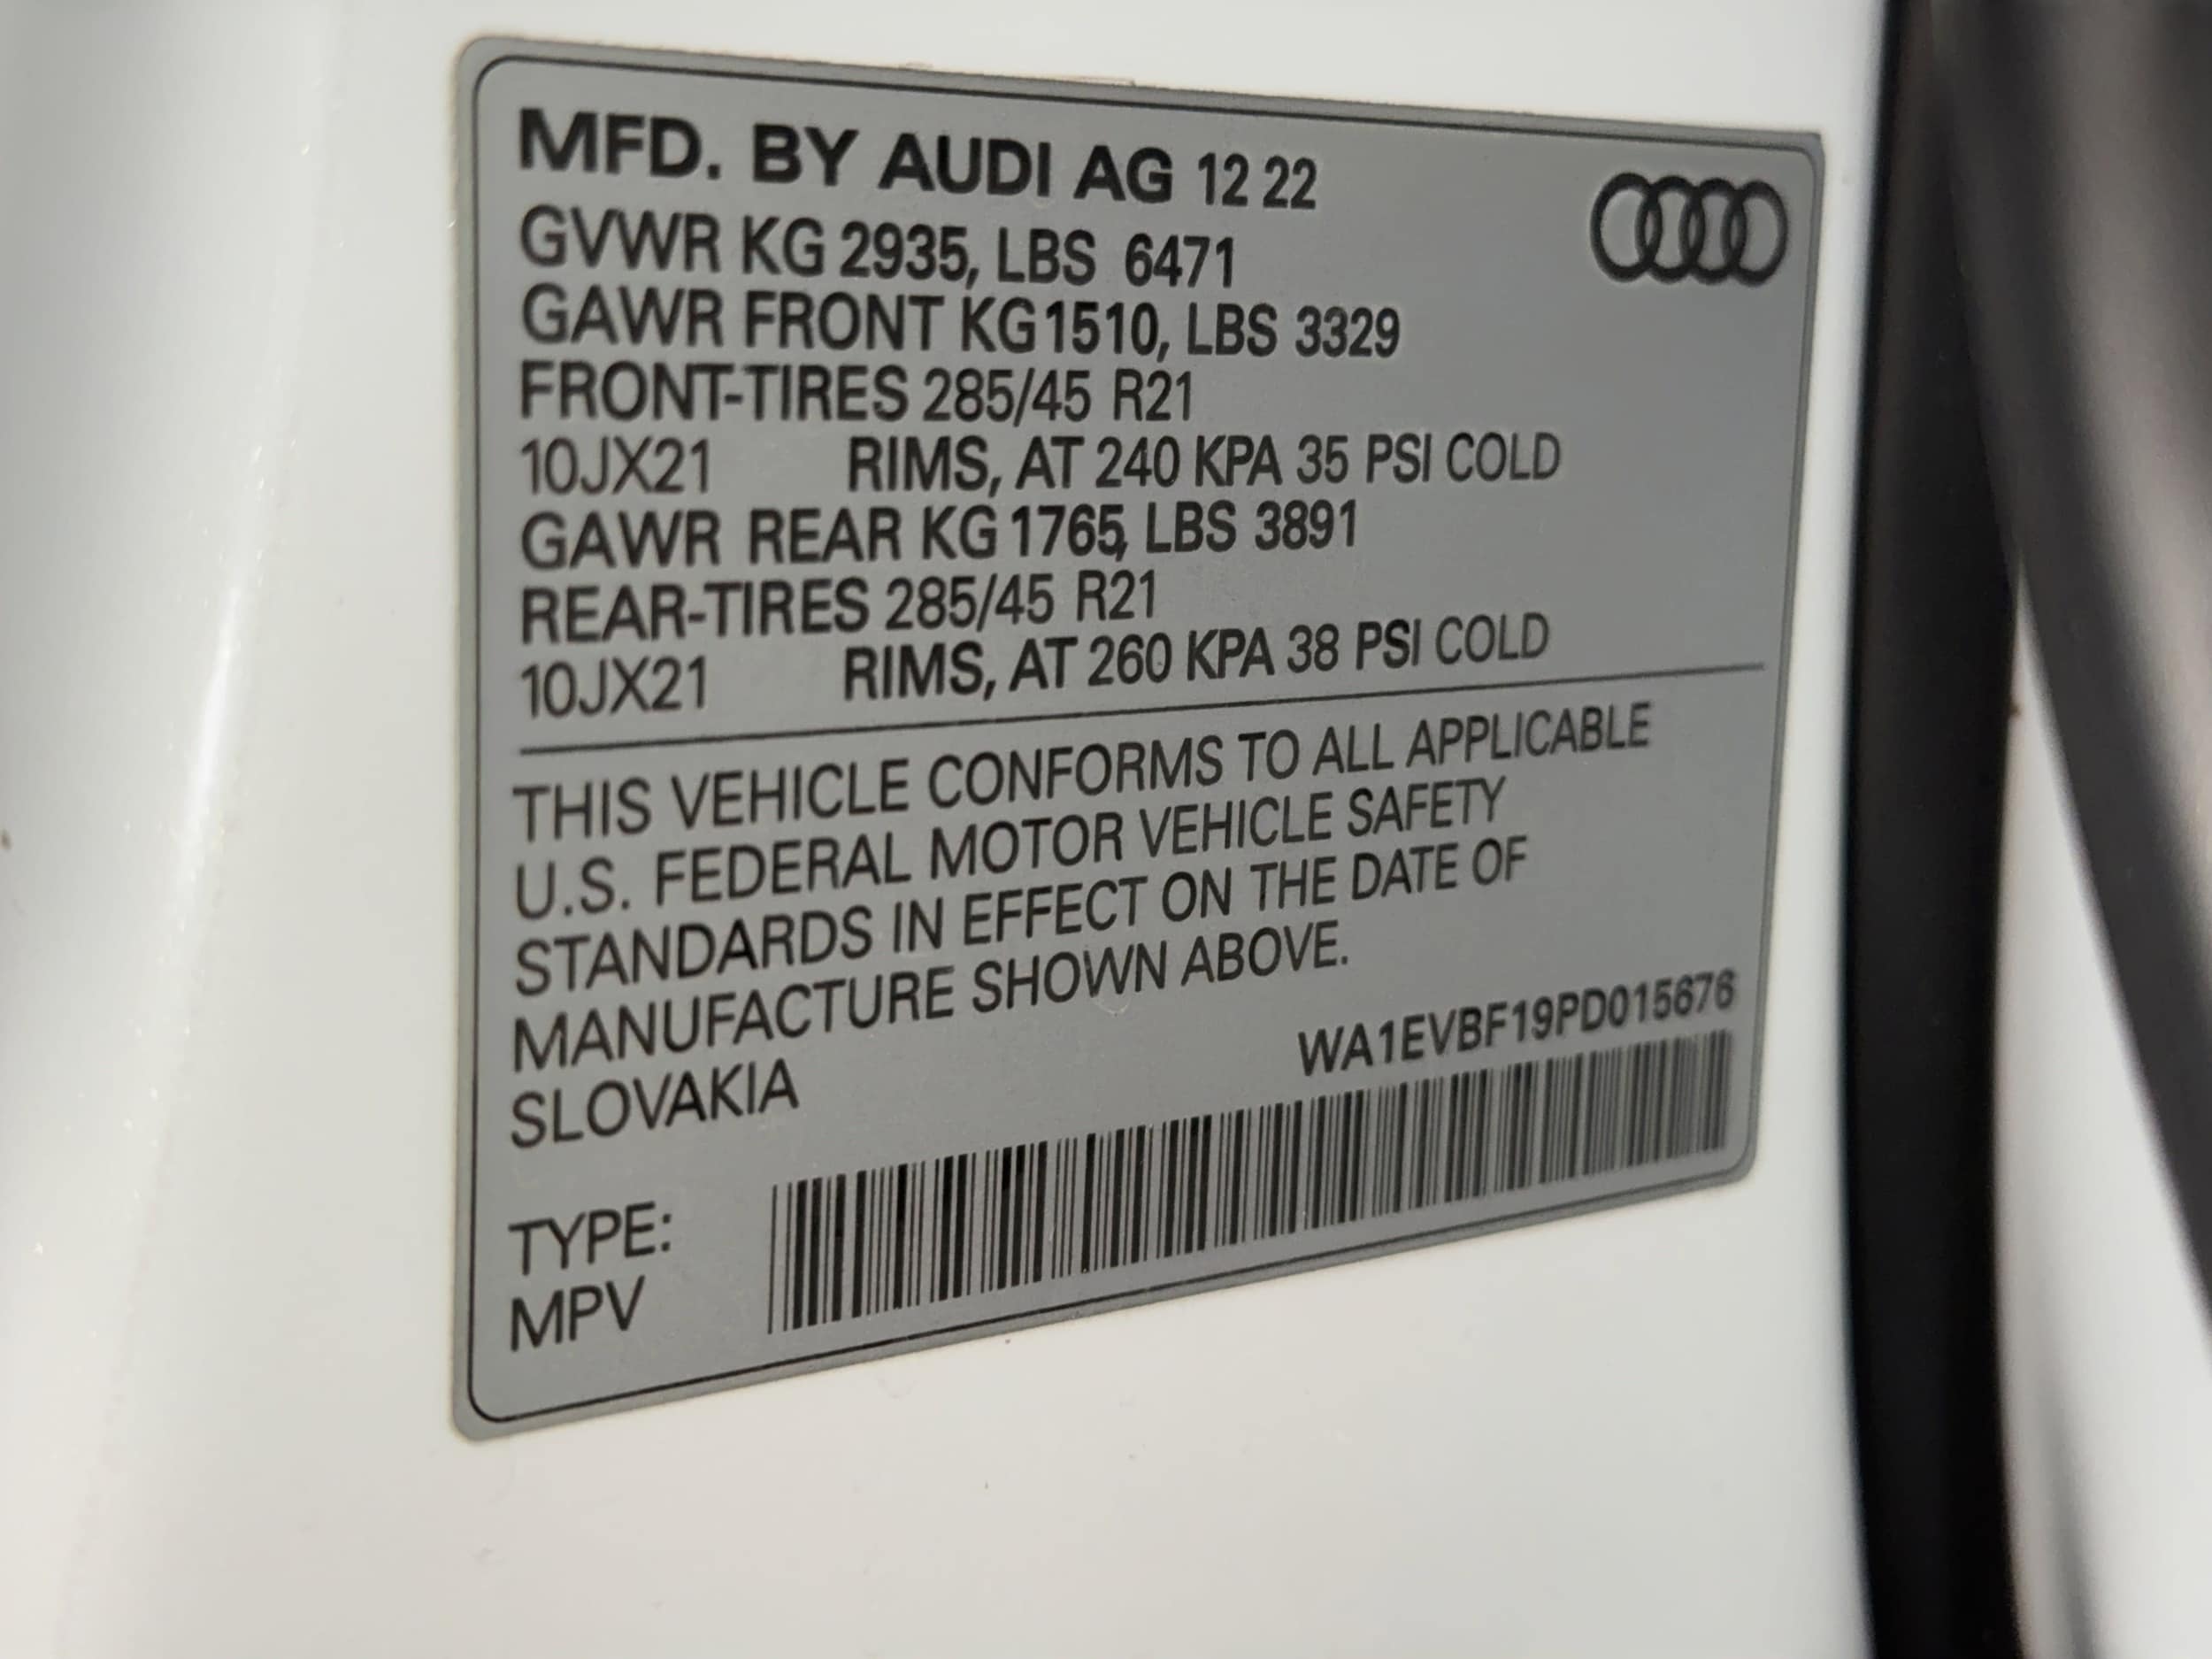 MFD. BY AUDI AG 12 22
GVWR KG 2935, LBS 6471
GAWR FRONT KG1510, LBS 3329
FRONT-TIRES 285/45 R21
10JX21 RIMS, AT 240 KPA 35 PSI COLD
GAWR REAR KG 1765, LBS 3891
REAR-TIRES 285/45 R21
10JX21 RIMS, AT 260 KPA 38 PSI COLD
THIS VEHICLE CONFORMS TO ALL APPLICABLE
U.S. FEDERAL MOTOR VEHICLE SAFETY
STANDARDS IN EFFECT ON THE DATE OF
MANUFACTURE SHOWN ABOVE.
SLOVAKIA
WA1EVBF19PD015676
TYPE:
MPV